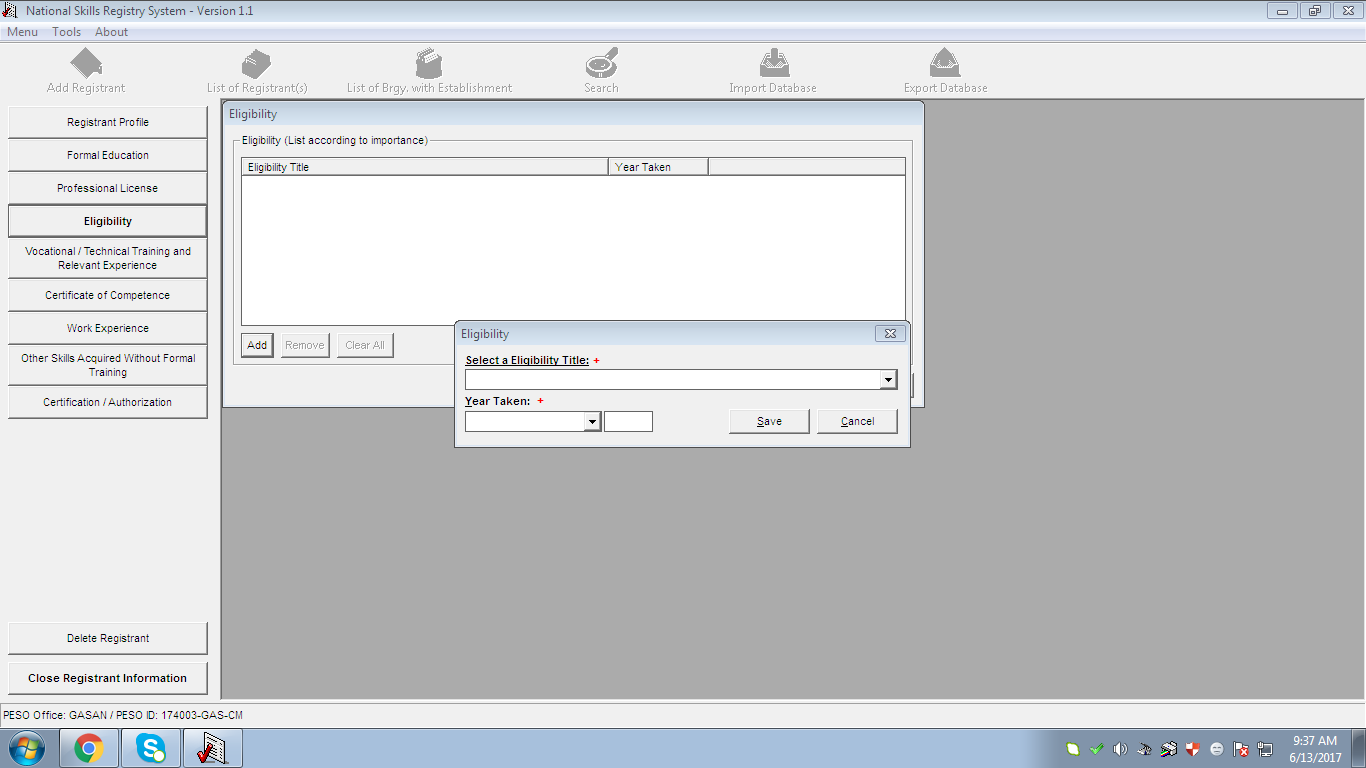 National Skills Registry System - Version 1.1
Menu Tools About
Add Registrant List of Registrant(s) List of Brgy. with Establishment Search Import Database Export Database
Registrant Profile
Formal Education
Professional License
Eligibility
Vocational / Technical Training and
Relevant Experience
Certificate of Competence
Work Experience
Other Skills Acquired Without Formal
Training
Certification / Authorization
Delete Registrant
Close Registrant Information
Eligibility
Eligibility (List according to importance)
Eligibility Title Year Taken
Add Remove Clear All
Eligibility
Select a Eligibility Title: +
Year Taken: +
Save Cancel
PESO Office: GASAN / PESO ID: 174003-GAS-CM
9:37 AM
6/13/2017